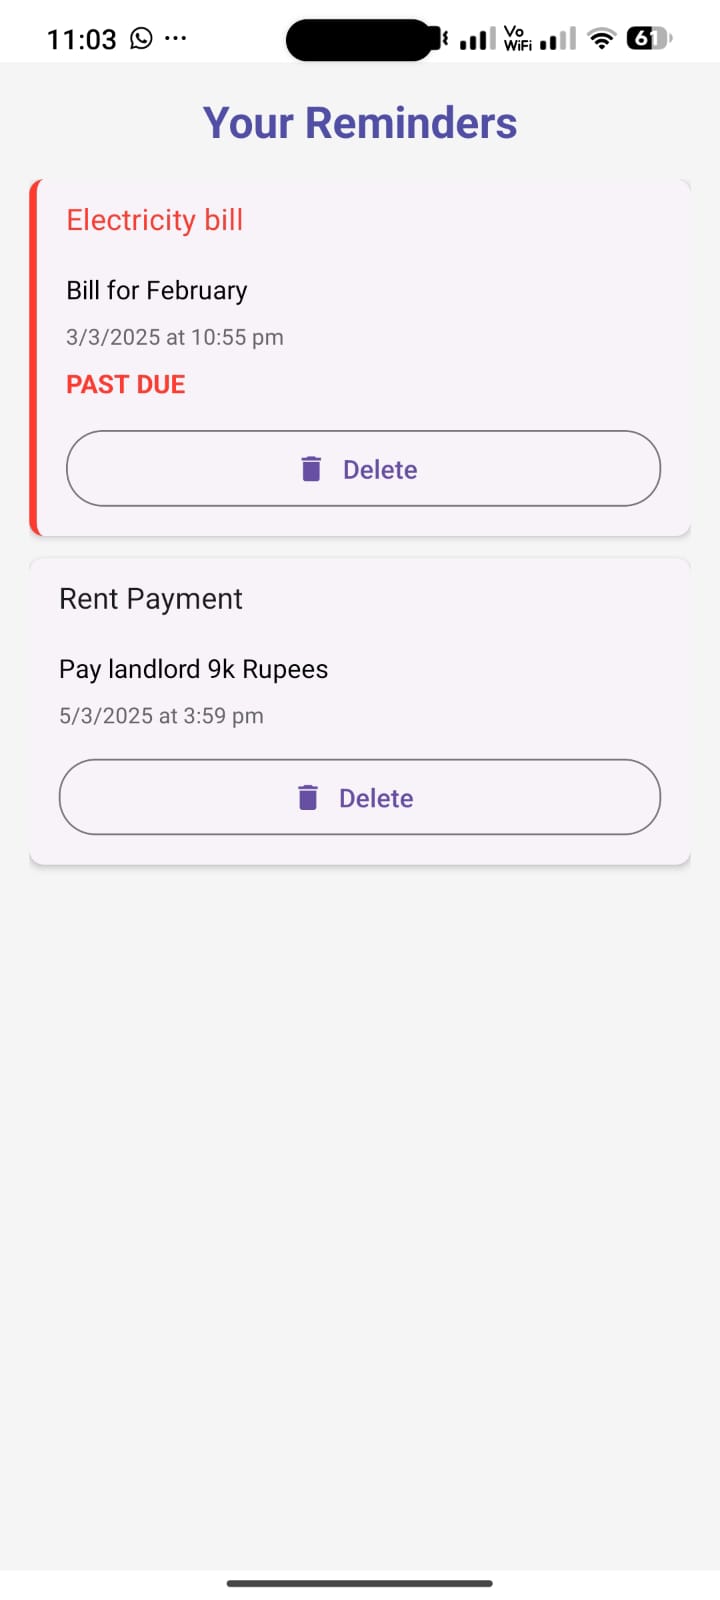 11:03 ...
Vo
WiFi
61
Your Reminders
Electricity bill
Bill for February
3/3/2025 at 10:55 pm
PAST DUE
Delete
Rent Payment
Pay landlord 9k Rupees
5/3/2025 at 3:59 pm
Delete